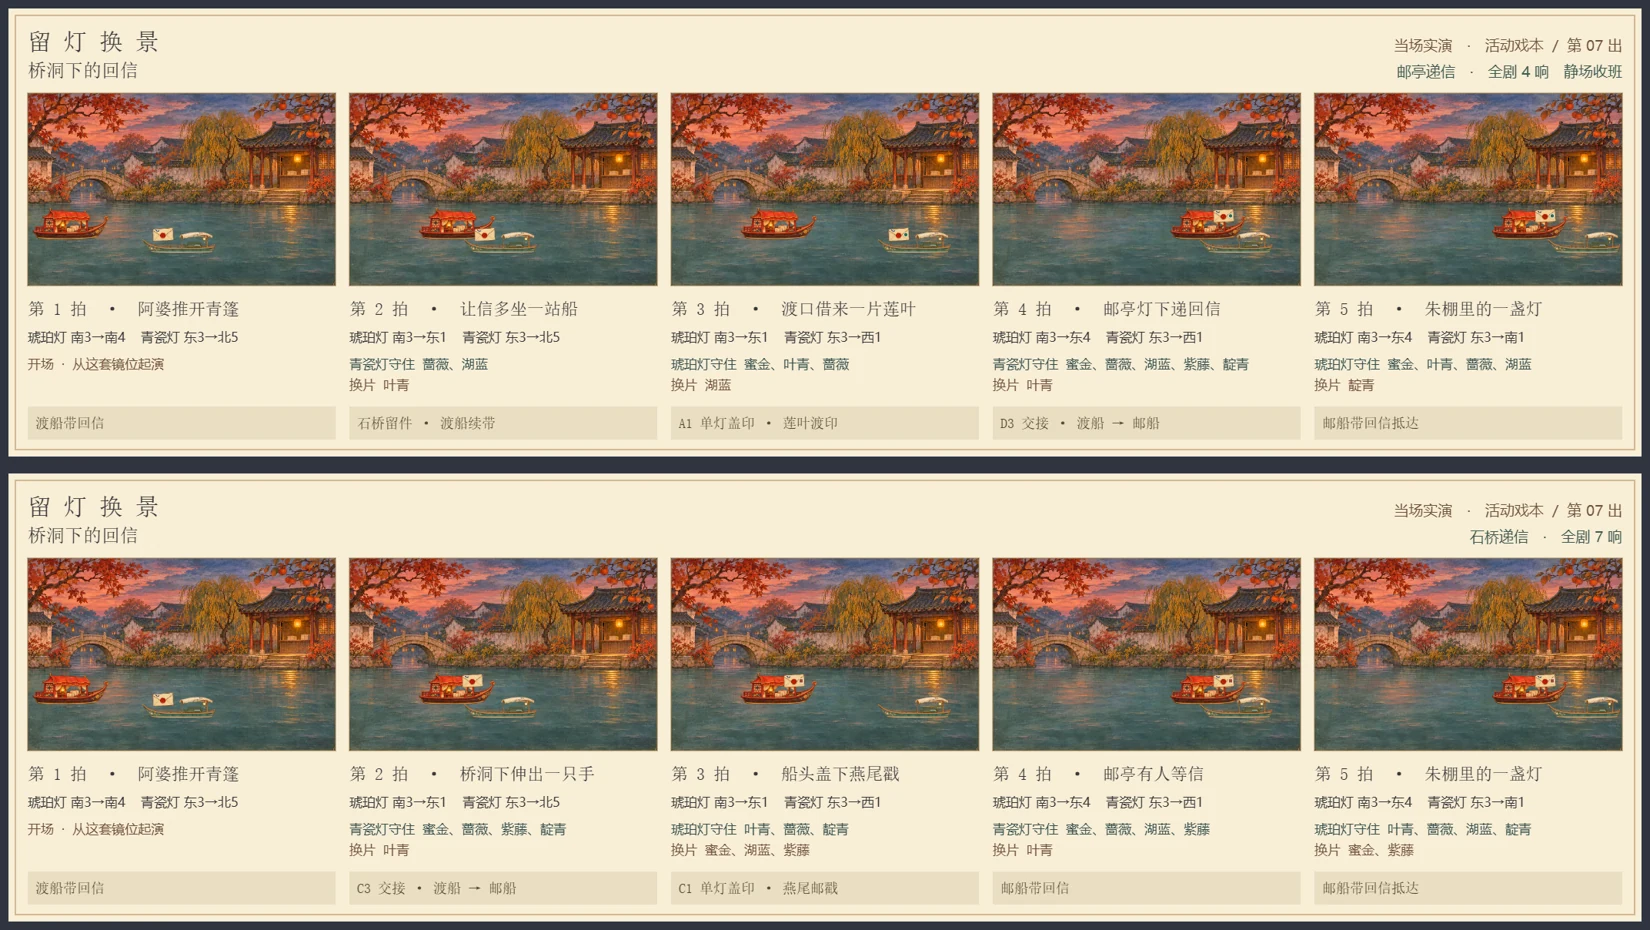 留灯换景
桥洞下的回信
当场实演 · 活动戏本 / 第 07 出
邮亭递信 · 全剧 4 响 静场收班
第 1 拍 • 阿婆推开青篷
琥珀灯 南3→南4 青瓷灯 东3→北5
开场 · 从这套镜位起演
渡船带回信
第 2 拍 • 让信多坐一站船
琥珀灯 南3→东1 青瓷灯 东3→北5
青瓷灯守住 蔷薇、湖蓝
换片 叶青
石桥留件 • 渡船续带
第 3 拍 • 渡口借来一片莲叶
琥珀灯 南3→东1 青瓷灯 东3→西1
琥珀灯守住 蜜金、叶青、蔷薇
换片 湖蓝
A1 单灯盖印 • 莲叶渡印
第 4 拍 • 邮亭灯下递回信
琥珀灯 南3→东4 青瓷灯 东3→西1
青瓷灯守住 蜜金、蔷薇、湖蓝、紫藤、靛青
换片 叶青
D3 交接 • 渡船 → 邮船
第 5 拍 • 朱棚里的一盏灯
琥珀灯 南3→东4 青瓷灯 东3→南1
琥珀灯守住 蜜金、叶青、蔷薇、湖蓝
换片 靛青
邮船带回信抵达
留灯换景
桥洞下的回信
当场实演 · 活动戏本 / 第 07 出
石桥递信 · 全剧 7 响
第 1 拍 • 阿婆推开青篷
琥珀灯 南3→南4 青瓷灯 东3→北5
开场 · 从这套镜位起演
渡船带回信
第 2 拍 • 桥洞下伸出一只手
琥珀灯 南3→东1 青瓷灯 东3→北5
青瓷灯守住 蜜金、蔷薇、紫藤、靛青
换片 叶青
C3 交接 • 渡船 → 邮船
第 3 拍 • 船头盖下燕尾戳
琥珀灯 南3→东1 青瓷灯 东3→西1
琥珀灯守住 叶青、蔷薇、靛青
换片 蜜金、湖蓝、紫藤
C1 单灯盖印 • 燕尾邮戳
第 4 拍 • 邮亭有人等信
琥珀灯 南3→东4 青瓷灯 东3→西1
青瓷灯守住 蜜金、蔷薇、湖蓝、紫藤
换片 叶青
邮船带回信
第 5 拍 • 朱棚里的一盏灯
琥珀灯 南3→东4 青瓷灯 东3→南1
琥珀灯守住 叶青、蔷薇、湖蓝、靛青
换片 蜜金、紫藤
邮船带回信抵达